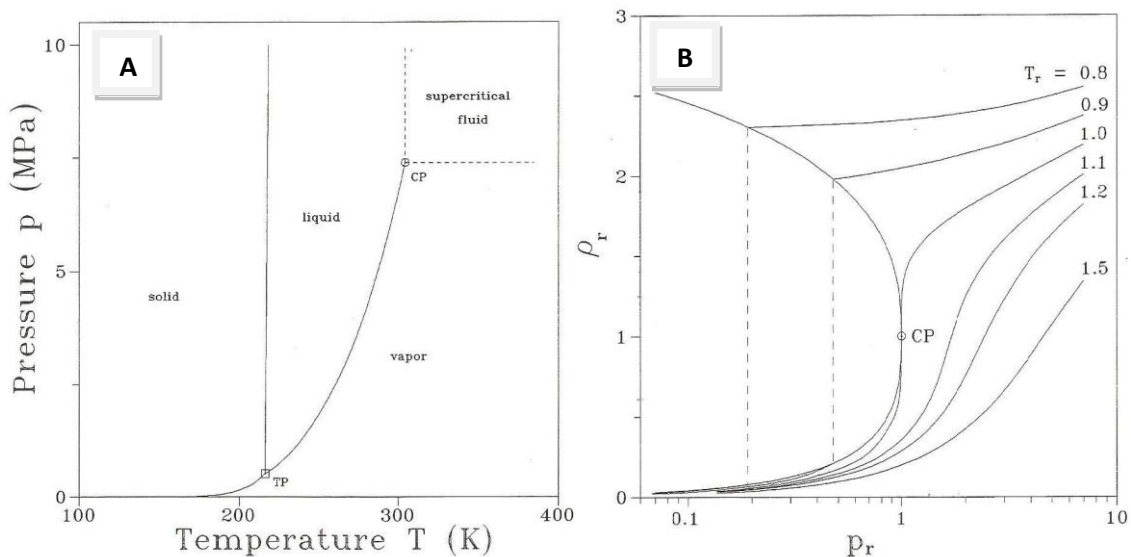 A
Pressure p (MPa)
10
5
0
solid
liquid
vapor
supercritical
fluid
CP
TP
100
200
300
400
Temperature T (K)
B
ρr
3
2
1
0
Tr = 0.8
0.9
1.0
1.1
1.2
1.5
CP
0.1
1
10
pr